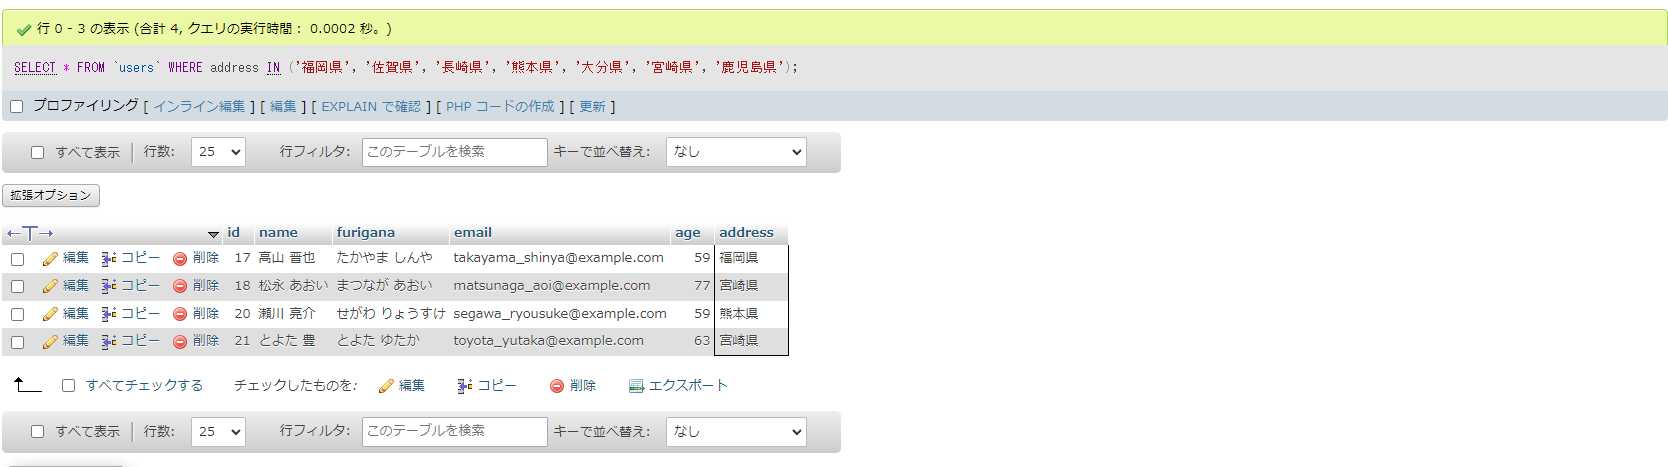 行 0 - 3 の表示 (合計 4, クエリの実行時間： 0.0002 秒。)
SELECT * FROM `users` WHERE address IN ('福岡県', '佐賀県', '長崎県', '熊本県', '大分県', '宮崎県', '鹿児島県');
プロファイリング [ インライン編集 ] [ 編集 ] [ EXPLAIN で確認 ] [ PHP コードの作成 ] [ 更新 ]
すべて表示 行数: 25 行フィルタ: このテーブルを検索 キーで並べ替え: なし
拡張オプション
←T→ id name furigana email age address
編集 コピー 削除 17 高山 晋也 たかやま しんや takayama_shinya@example.com 59 福岡県
編集 コピー 削除 18 松永 あおい まつなが あおい matsunaga_aoi@example.com 77 宮崎県
編集 コピー 削除 20 瀬川 亮介 せがわ りょうすけ segawa_ryousuke@example.com 59 熊本県
編集 コピー 削除 21 とよた 豊 とよた ゆたか toyota_yutaka@example.com 63 宮崎県
すべてチェックする チェックしたものを: 編集 コピー 削除 エクスポート
すべて表示 行数: 25 行フィルタ: このテーブルを検索 キーで並べ替え: なし